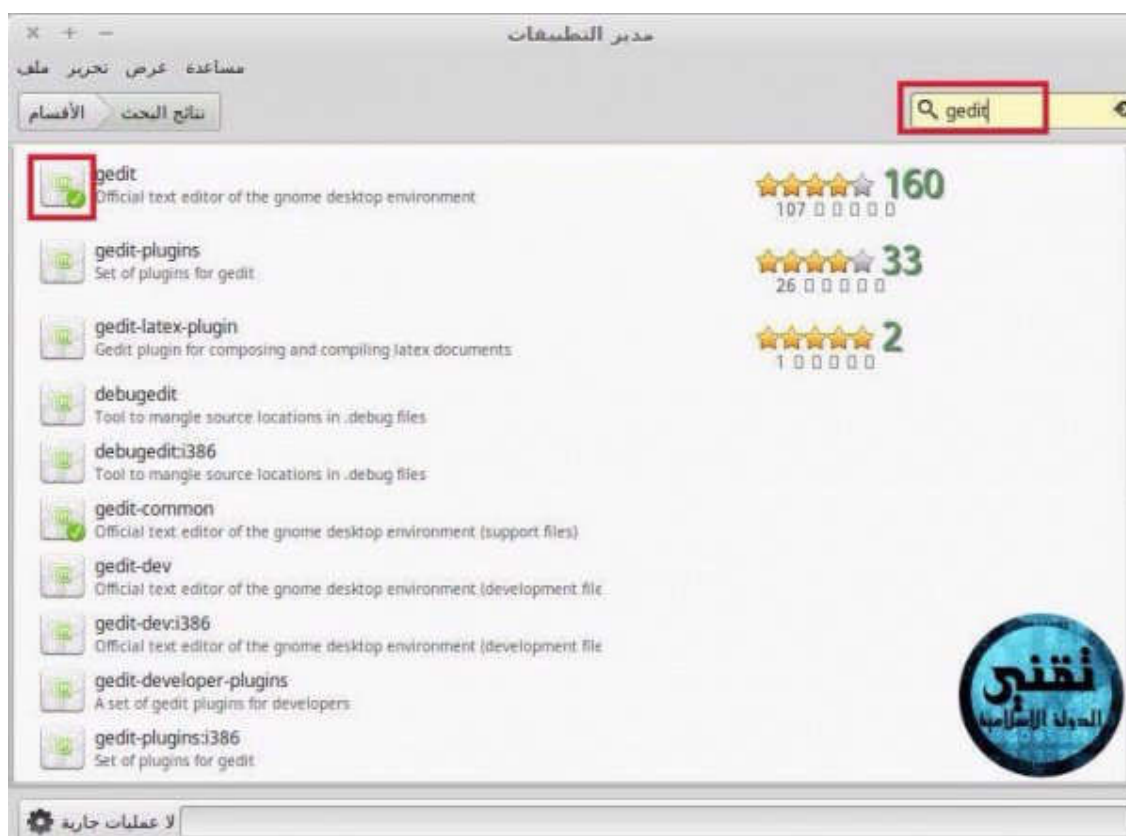 مدير التطبيقات
ملف تحرير عرض مساعدة
الأقسام نتائج البحث
gedit
gedit
Official text editor of the gnome desktop environment
160
107
gedit-plugins
Set of plugins for gedit
33
26
gedit-latex-plugin
Gedit plugin for composing and compiling latex documents
2
1
debugedit
Tool to mangle source locations in .debug files
debugedit:i386
Tool to mangle source locations in .debug files
gedit-common
Official text editor of the gnome desktop environment (support files)
gedit-dev
Official text editor of the gnome desktop environment (development file
gedit-dev:i386
Official text editor of the gnome desktop environment (development file
gedit-developer-plugins
A set of gedit plugins for developers
gedit-plugins:i386
Set of plugins for gedit
تقني
الدولة الإسلامية
لا عمليات جارية